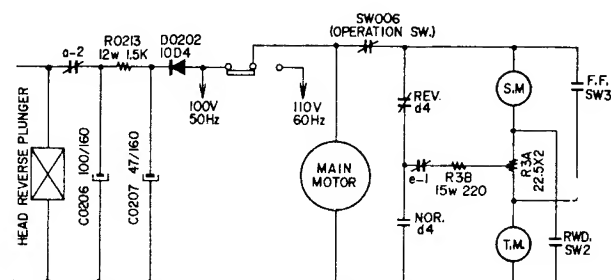 SW006
(OPERATION SW.)
a-2
R0213
12w 1.5K
D0202
10D4
100V
50Hz
110V
60Hz
REV.
d4
S.M
F.F.
SW3
HEAD REVERSE PLUNGER
C0206 100/160
C0207 47/160
MAIN
MOTOR
e-1
R3B
15w 220
R3A
22.5X2
NOR.
d4
T.M.
RWD.
SW2